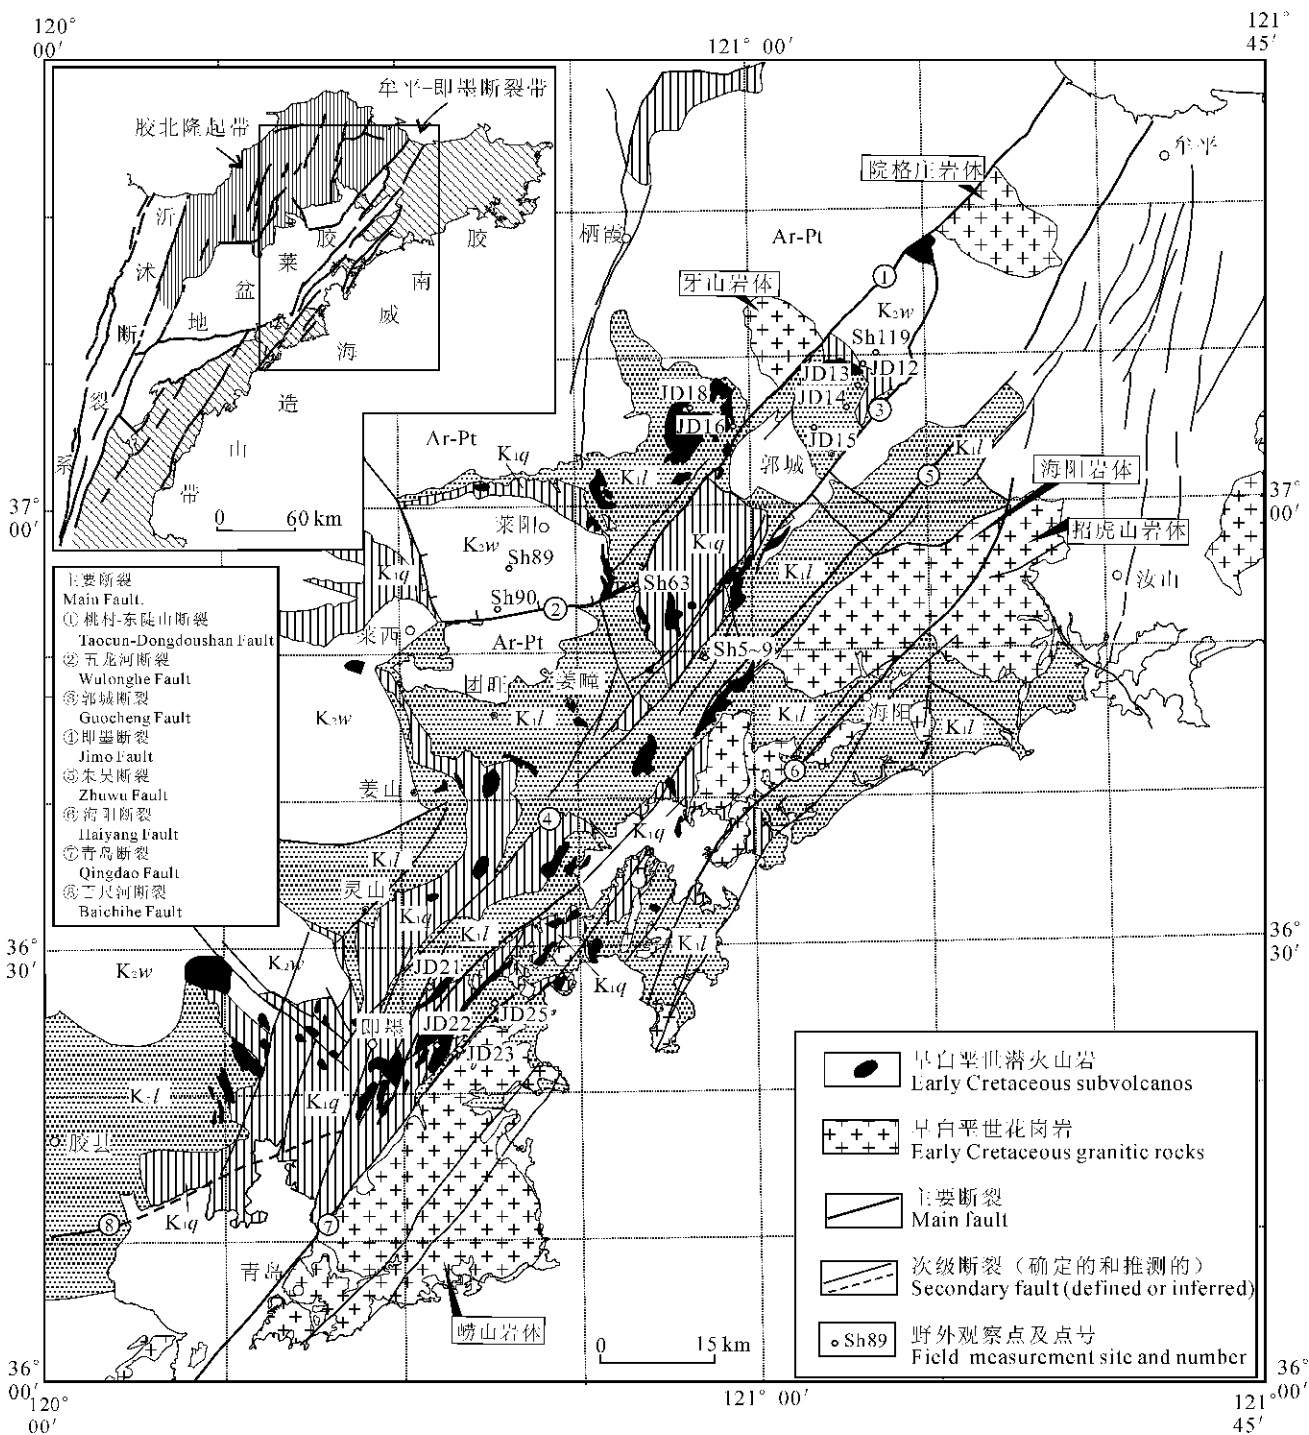 120°
00′
121° 00′
121°
45′
牟平-即墨断裂带
胶北隆起带
沂
沭
断
裂
系
胶
莱
盆
地
胶
南
威
海
造
山
带
0 60 km
牟平
院格庄岩体
栖霞
Ar-Pt
牙山岩体
①
K₂w
Sh119
JD13
JD12
JD18
JD14
③
JD16
JD15
Ar-Pt
K₁q
K₁l
郭城
K₁l
⑤
海阳岩体
37°
00′
37°
00′
莱阳
K₂w
Sh89
K₁q
招虎山岩体
K₁q
Sh63
K₁l
汝山
Sh90
②
莱西
Ar-Pt
Sh5~9
团旺
姜疃
K₂w
K₁l
K₁l
海阳
K₁l
⑥
姜山
④
K₁q
K₁l
灵山
K₁q
K₁l
K₁l
36°
30′
36°
30′
K₂w
K₂w
JD21
K₁q
即墨
JD22
JD25
JD23
K₁l
K₁q
胶县
K₁q
⑧
⑦
青岛
崂山岩体
0 15 km
主要断裂
Main Fault.
①桃村-东陡山断裂
Taocun-Dongdoushan Fault
②五龙河断裂
Wulonghe Fault
③郭城断裂
Guocheng Fault
④即墨断裂
Jimo Fault
⑤朱吴断裂
Zhuwu Fault
⑥海阳断裂
Haiyang Fault
⑦青岛断裂
Qingdao Fault
⑧百尺河断裂
Baichihe Fault
早白垩世潜火山岩
Early Cretaceous subvolcanos
早白垩世花岗岩
Early Cretaceous granitic rocks
主要断裂
Main fault
次级断裂（确定的和推测的）
Secondary fault (defined or inferred)
Sh89
野外观察点及点号
Field measurement site and number
36°
00′
36°
00′
120°
00′
121° 00′
121°
45′